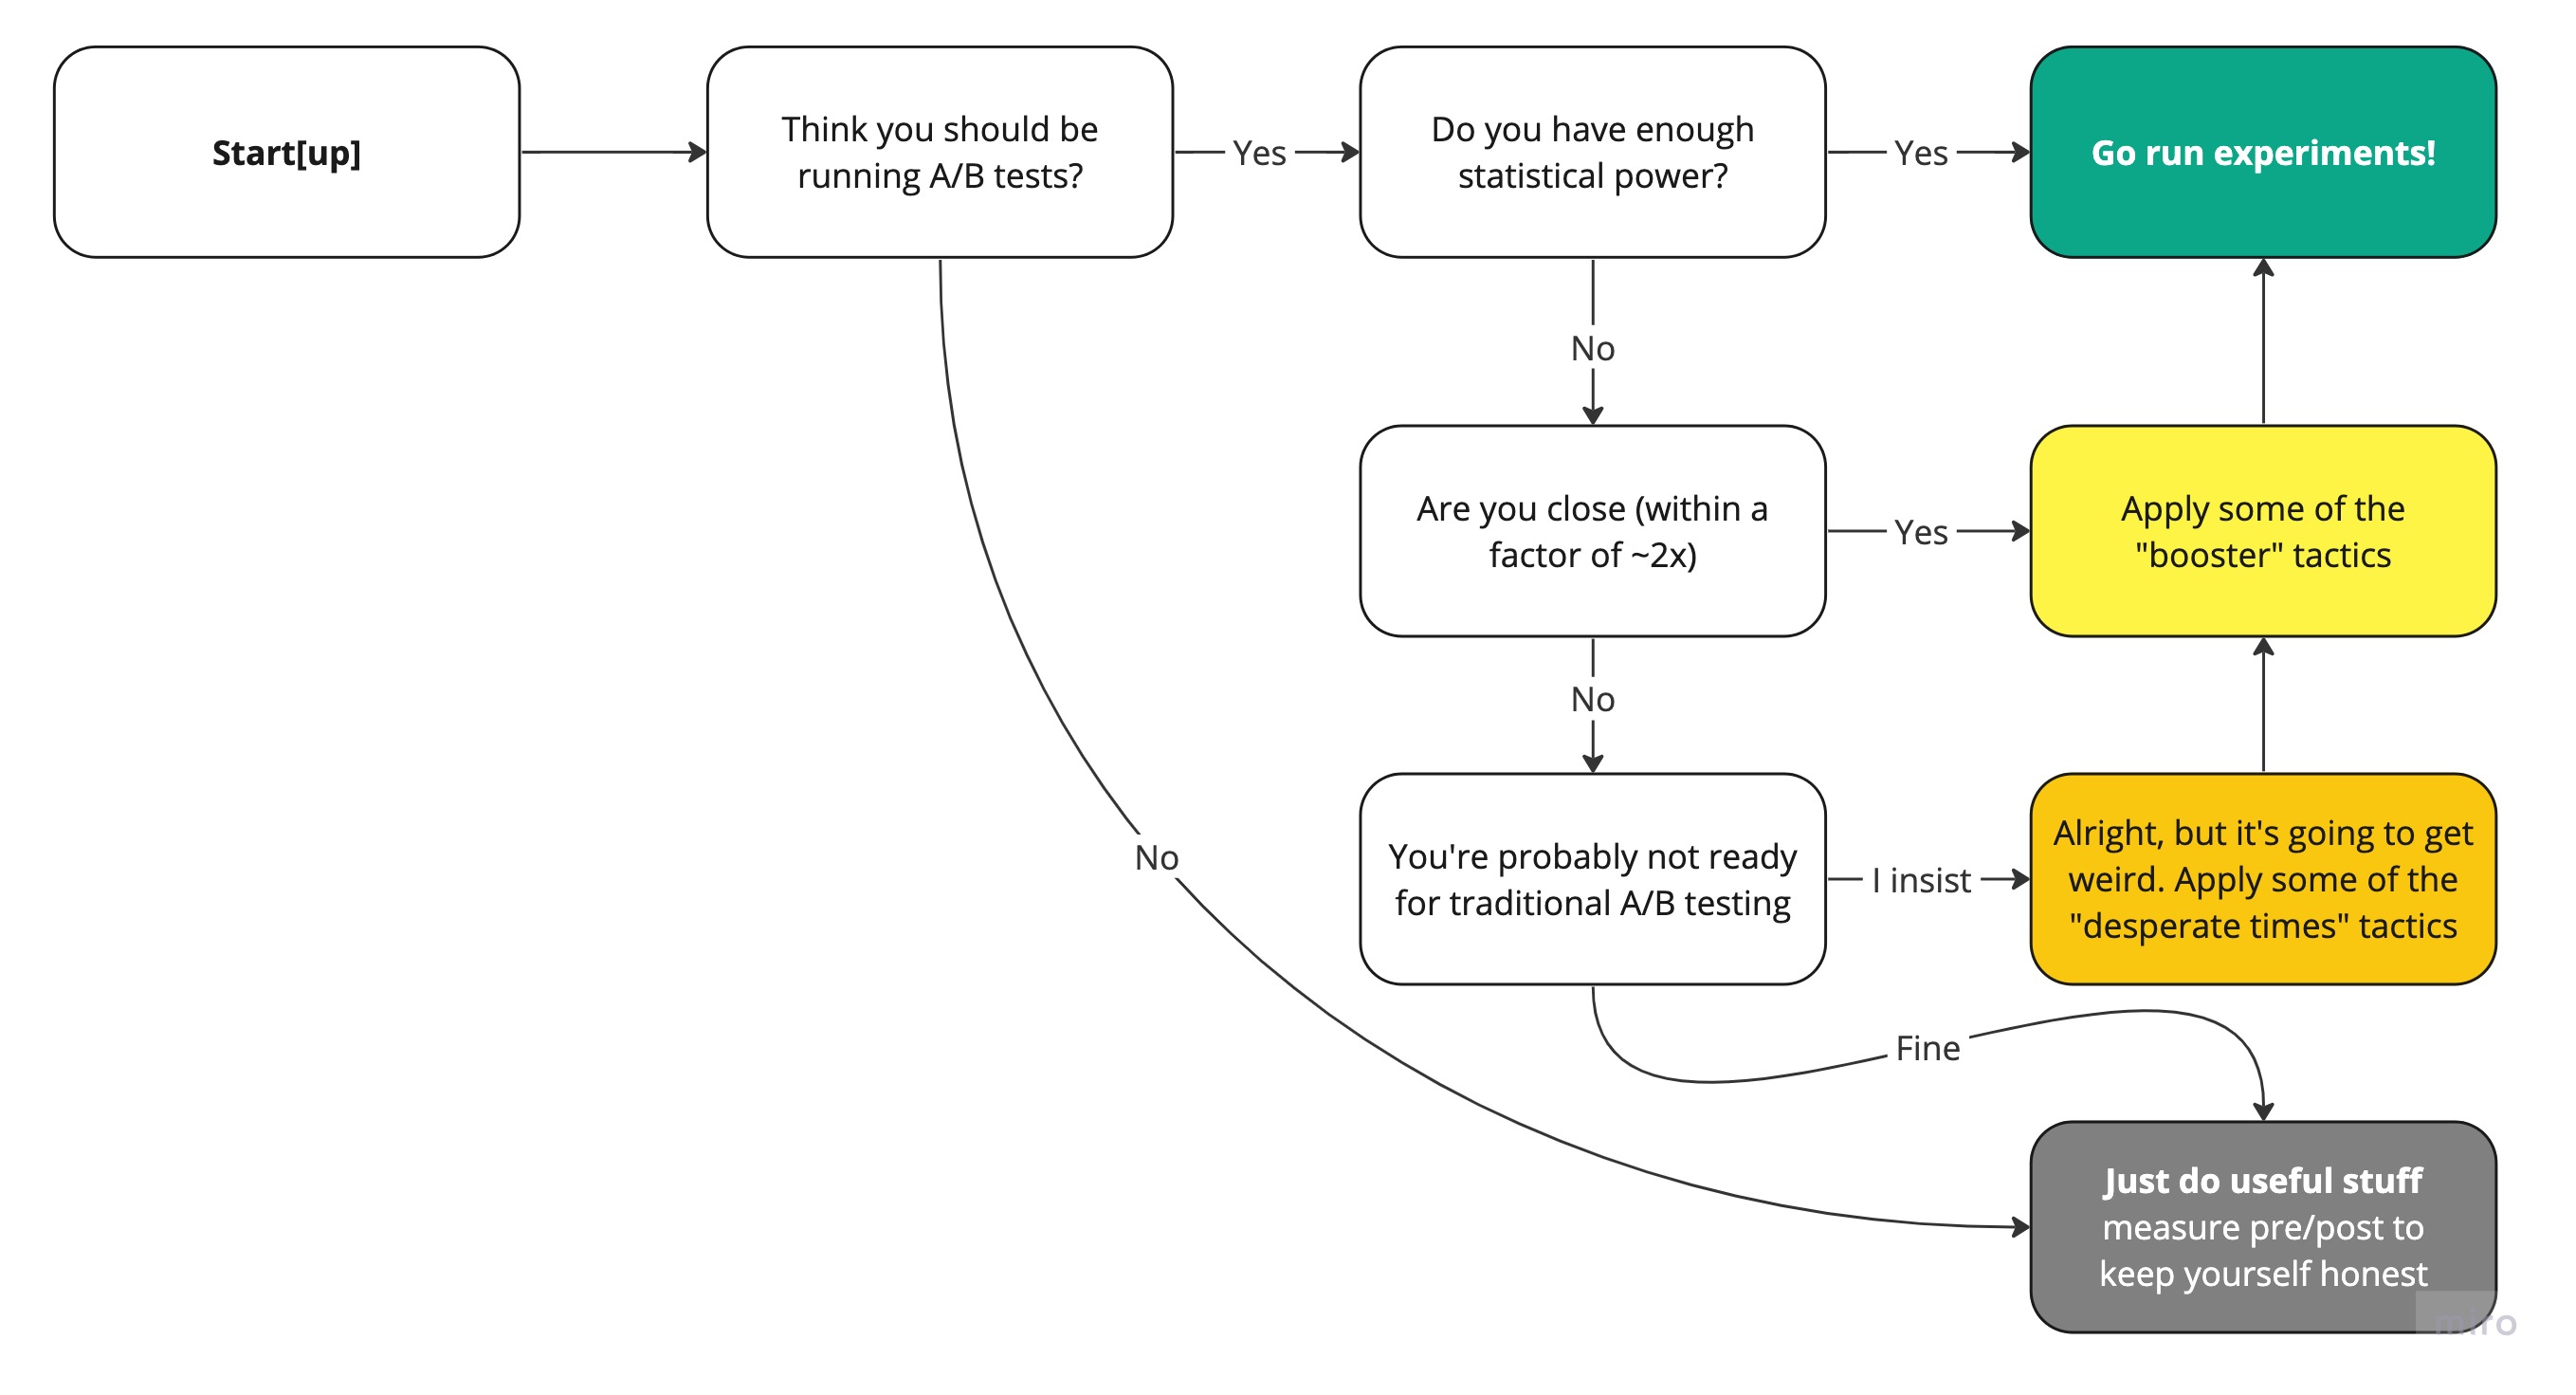 Start[up]
Think you should be
running A/B tests?
Yes
Do you have enough
statistical power?
Yes
Go run experiments!
No
Are you close (within a
factor of ~2x)
Yes
Apply some of the
"booster" tactics
No
You're probably not ready
for traditional A/B testing
I insist
Alright, but it's going to get
weird. Apply some of the
"desperate times" tactics
No
Fine
Just do useful stuff
measure pre/post to
keep yourself honest
miro